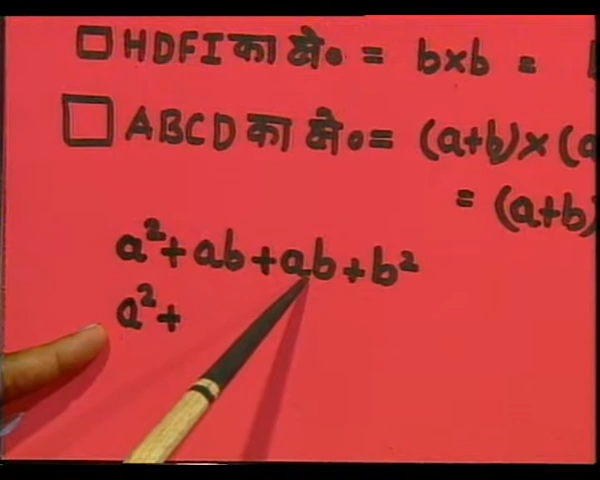 □ HDFI का क्षे० = b×b =
□ ABCD का क्षे० = (a+b)×(a
= (a+b)
a²+ab+ab+b²
a²+